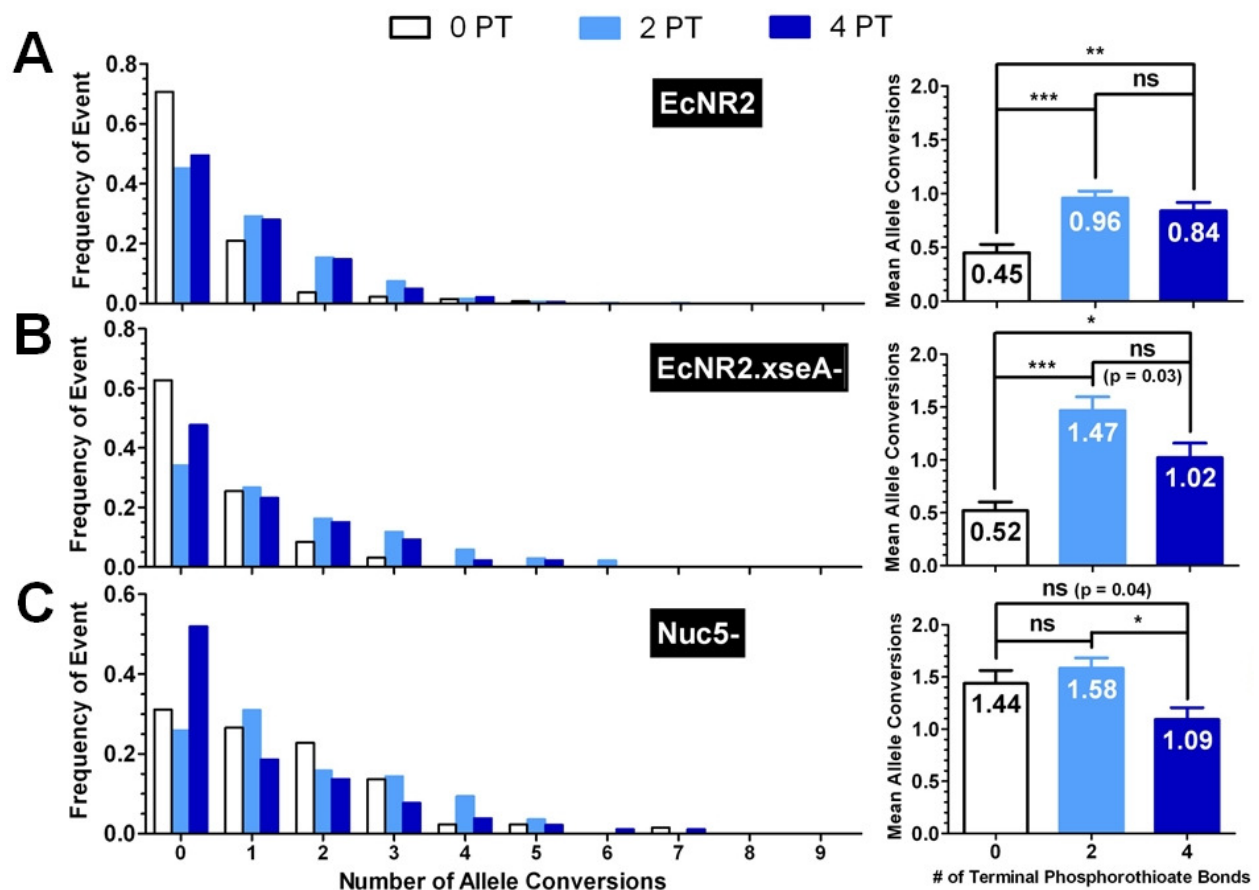 0 PT 2 PT 4 PT
A
Frequency of Event
0.8
0.6
0.4
0.2
0.0
EcNR2
Mean Allele Conversions
2.0
1.5
1.0
0.5
0.0
**
***
ns
0.45
0.96
0.84
B
Frequency of Event
0.8
0.6
0.4
0.2
0.0
EcNR2.xseA-
Mean Allele Conversions
2.0
1.5
1.0
0.5
0.0
*
***
ns
(p = 0.03)
0.52
1.47
1.02
C
Frequency of Event
0.6
0.4
0.2
0.0
Nuc5-
0 1 2 3 4 5 6 7 8 9
Number of Allele Conversions
Mean Allele Conversions
2.0
1.5
1.0
0.5
0.0
ns (p = 0.04)
ns
*
1.44
1.58
1.09
0 2 4
# of Terminal Phosphorothioate Bonds